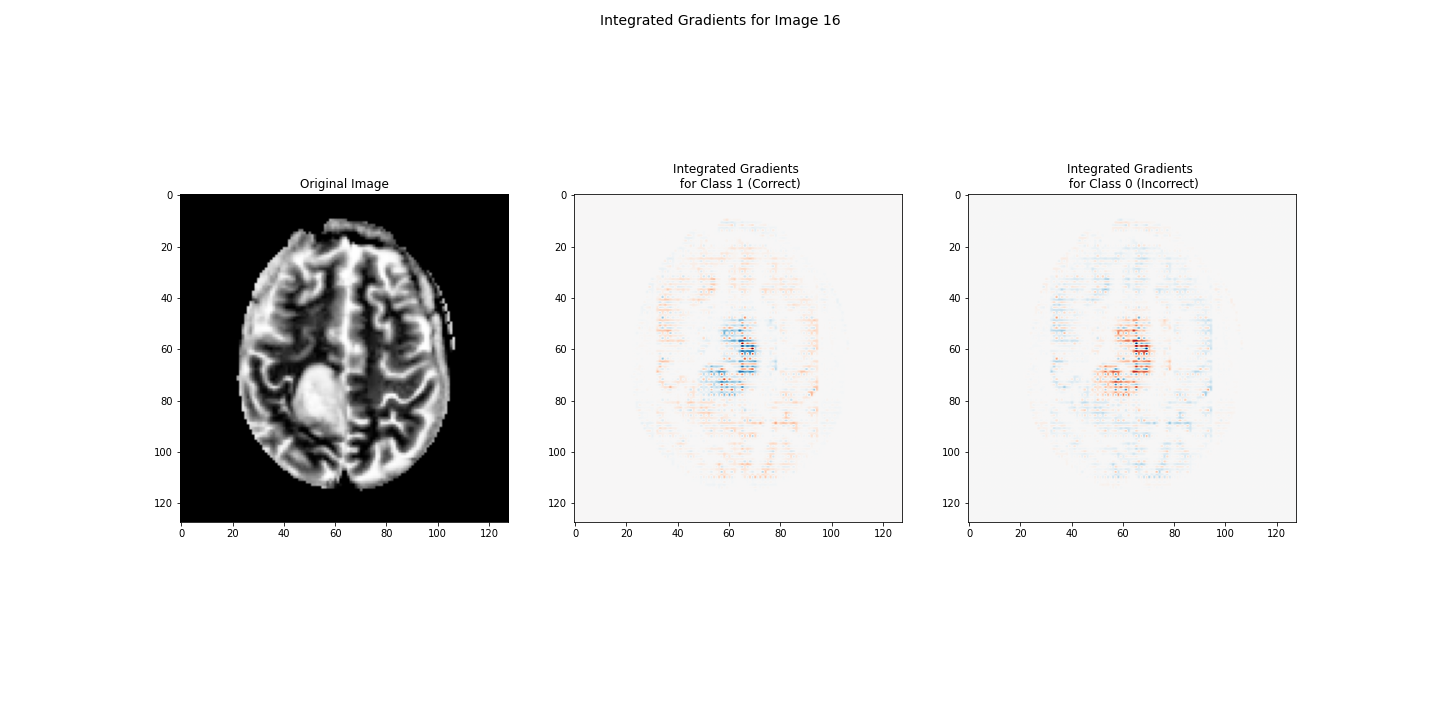 Integrated Gradients for Image 16
Original Image
0
20
40
60
80
100
120
0 20 40 60 80 100 120
Integrated Gradients
for Class 1 (Correct)
0
20
40
60
80
100
120
0 20 40 60 80 100 120
Integrated Gradients
for Class 0 (Incorrect)
0
20
40
60
80
100
120
0 20 40 60 80 100 120